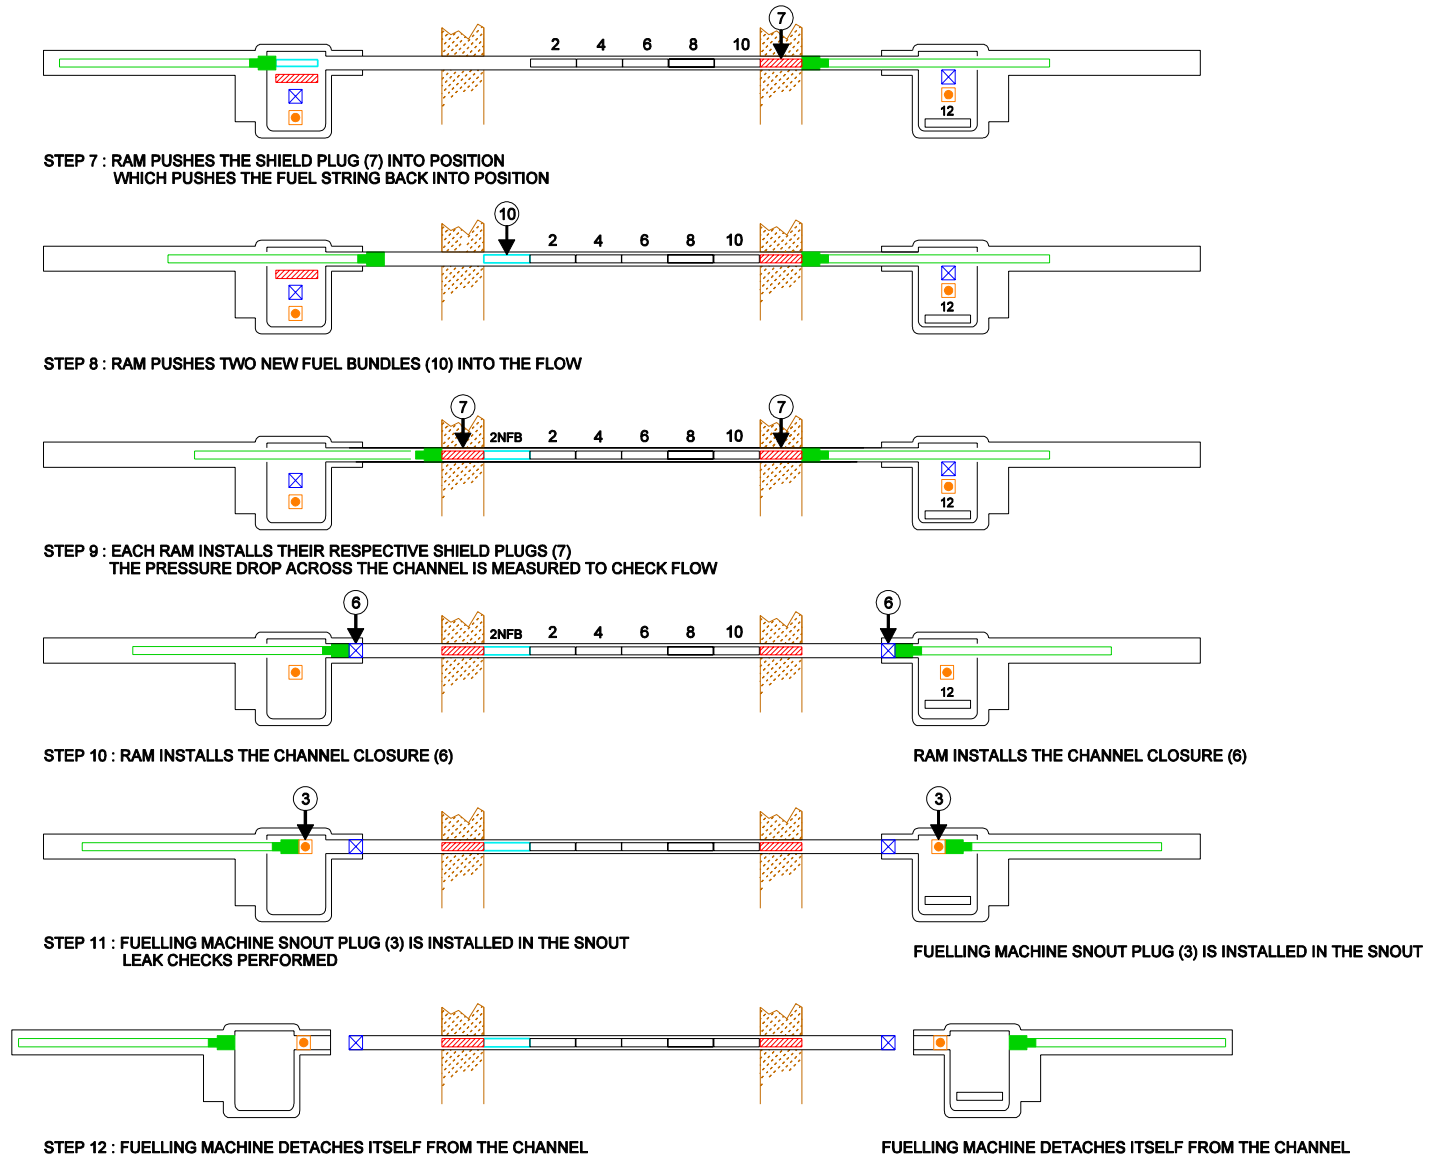 7
2 4 6 8 10
12
STEP 7 : RAM PUSHES THE SHIELD PLUG (7) INTO POSITION
WHICH PUSHES THE FUEL STRING BACK INTO POSITION
10
2 4 6 8 10
12
STEP 8 : RAM PUSHES TWO NEW FUEL BUNDLES (10) INTO THE FLOW
7 7
2NFB 2 4 6 8 10
12
STEP 9 : EACH RAM INSTALLS THEIR RESPECTIVE SHIELD PLUGS (7)
THE PRESSURE DROP ACROSS THE CHANNEL IS MEASURED TO CHECK FLOW
6 6
2NFB 2 4 6 8 10
12
STEP 10 : RAM INSTALLS THE CHANNEL CLOSURE (6)
RAM INSTALLS THE CHANNEL CLOSURE (6)
3 3
STEP 11 : FUELLING MACHINE SNOUT PLUG (3) IS INSTALLED IN THE SNOUT
LEAK CHECKS PERFORMED
FUELLING MACHINE SNOUT PLUG (3) IS INSTALLED IN THE SNOUT
STEP 12 : FUELLING MACHINE DETACHES ITSELF FROM THE CHANNEL
FUELLING MACHINE DETACHES ITSELF FROM THE CHANNEL